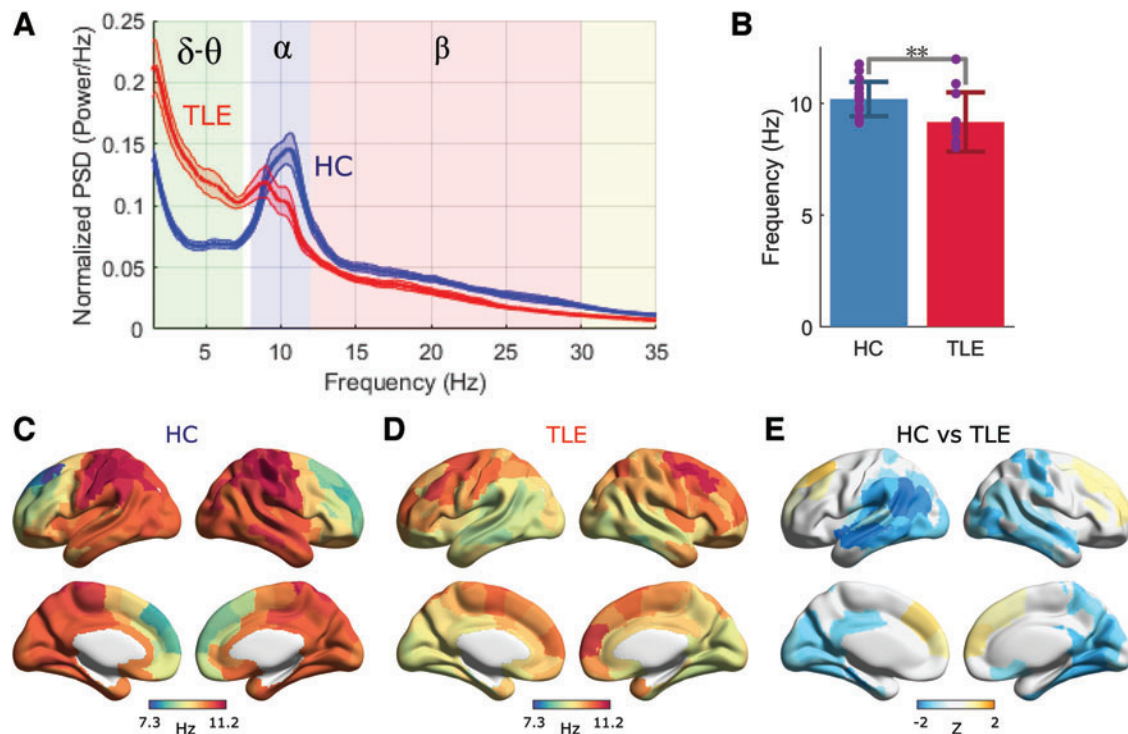 A
Normalized PSD (Power/Hz)
0.25
0.2
0.15
0.1
0.05
0
δ-θ
α
β
TLE
HC
5
10
15
20
25
30
35
Frequency (Hz)
B
**
Frequency (Hz)
10
5
0
HC
TLE
C
HC
7.3 Hz 11.2
D
TLE
7.3 Hz 11.2
E
HC vs TLE
-2 Z 2